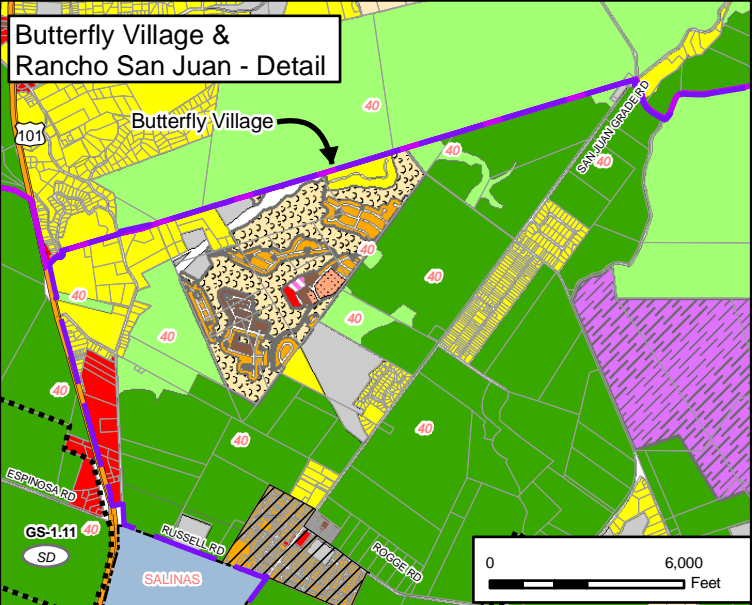 Butterfly Village &
Rancho San Juan - Detail
40
101
Butterfly Village
40
SAN JUAN GRADE RD
40
40
40
40
40
40
40
40
40
ESPINOSA RD
GS-1.11
40
SD
RUSSELL RD
ROGGE RD
SALINAS
0
6,000
Feet